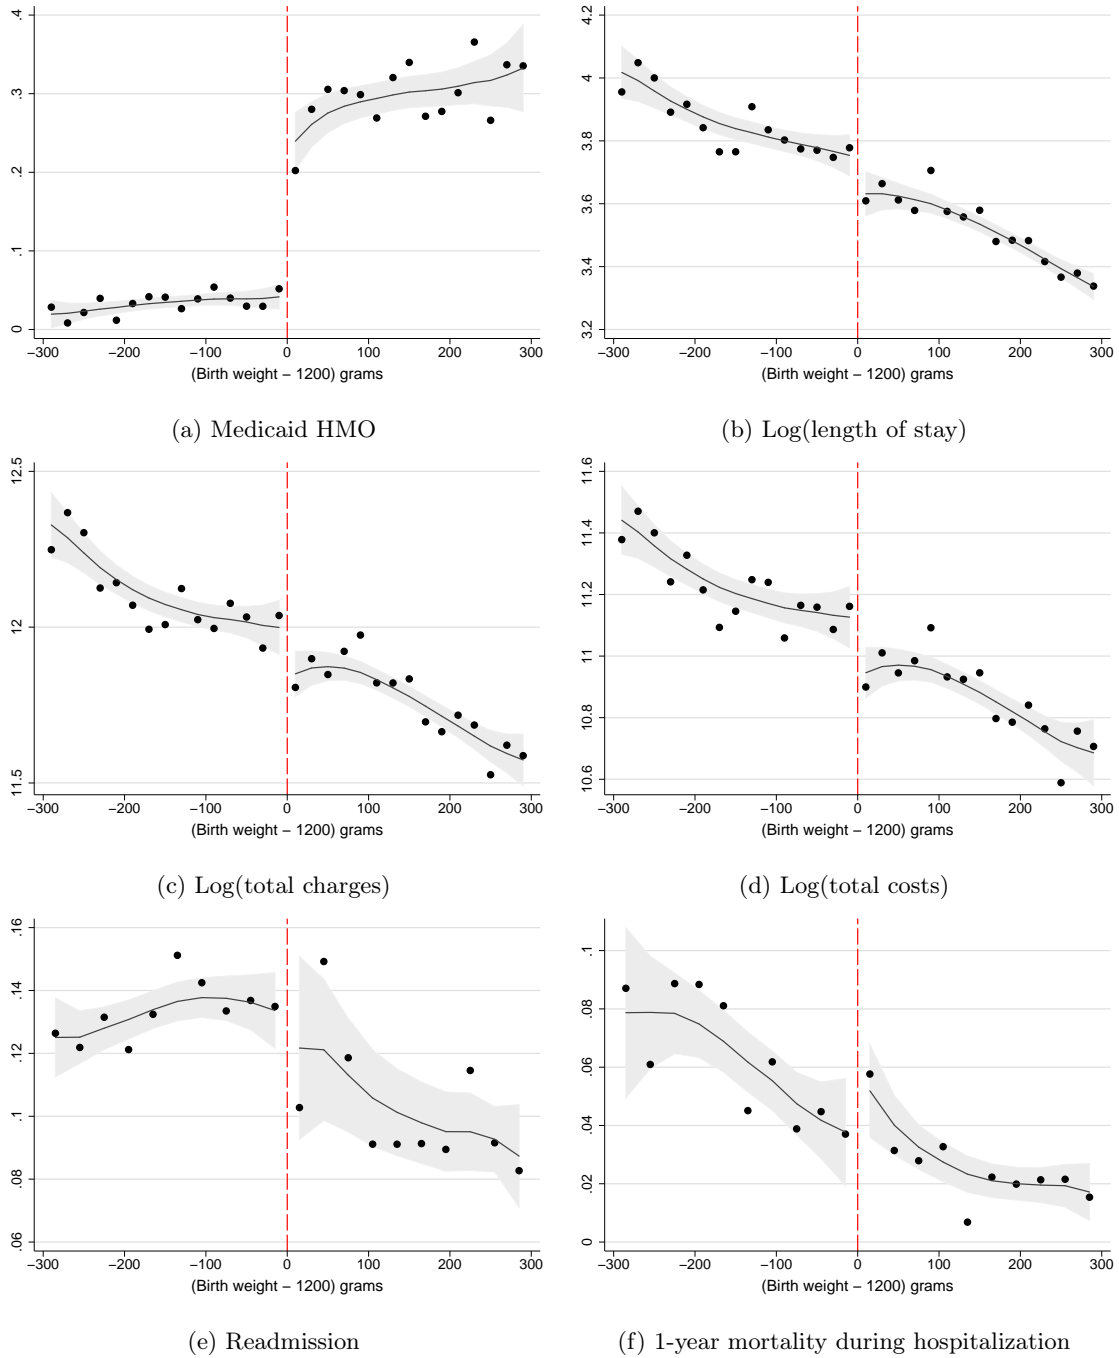 .4
.3
.2
.1
0
−300 −200 −100 0 100 200 300
(Birth weight − 1200) grams
(a) Medicaid HMO
4.2
4
3.8
3.6
3.4
3.2
−300 −200 −100 0 100 200 300
(Birth weight − 1200) grams
(b) Log(length of stay)
12.5
12
11.5
−300 −200 −100 0 100 200 300
(Birth weight − 1200) grams
(c) Log(total charges)
11.6
11.4
11.2
11
10.8
10.6
−300 −200 −100 0 100 200 300
(Birth weight − 1200) grams
(d) Log(total costs)
.16
.14
.12
.1
.08
.06
−300 −200 −100 0 100 200 300
(Birth weight − 1200) grams
(e) Readmission
.1
.08
.06
.04
.02
0
−300 −200 −100 0 100 200 300
(Birth weight − 1200) grams
(f) 1-year mortality during hospitalization